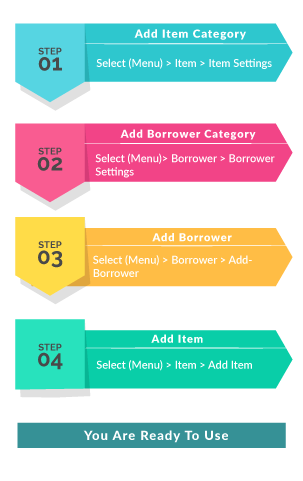 Add Item Category
STEP
01
Select (Menu) > Item > Item Settings
Add Borrower Category
STEP
02
Select (Menu)> Borrower > Borrower
Settings
Add Borrower
STEP
03
Select (Menu) > Borrower > Add-
Borrower
Add Item
STEP
04
Select (Menu) > Item > Add Item
You Are Ready To Use